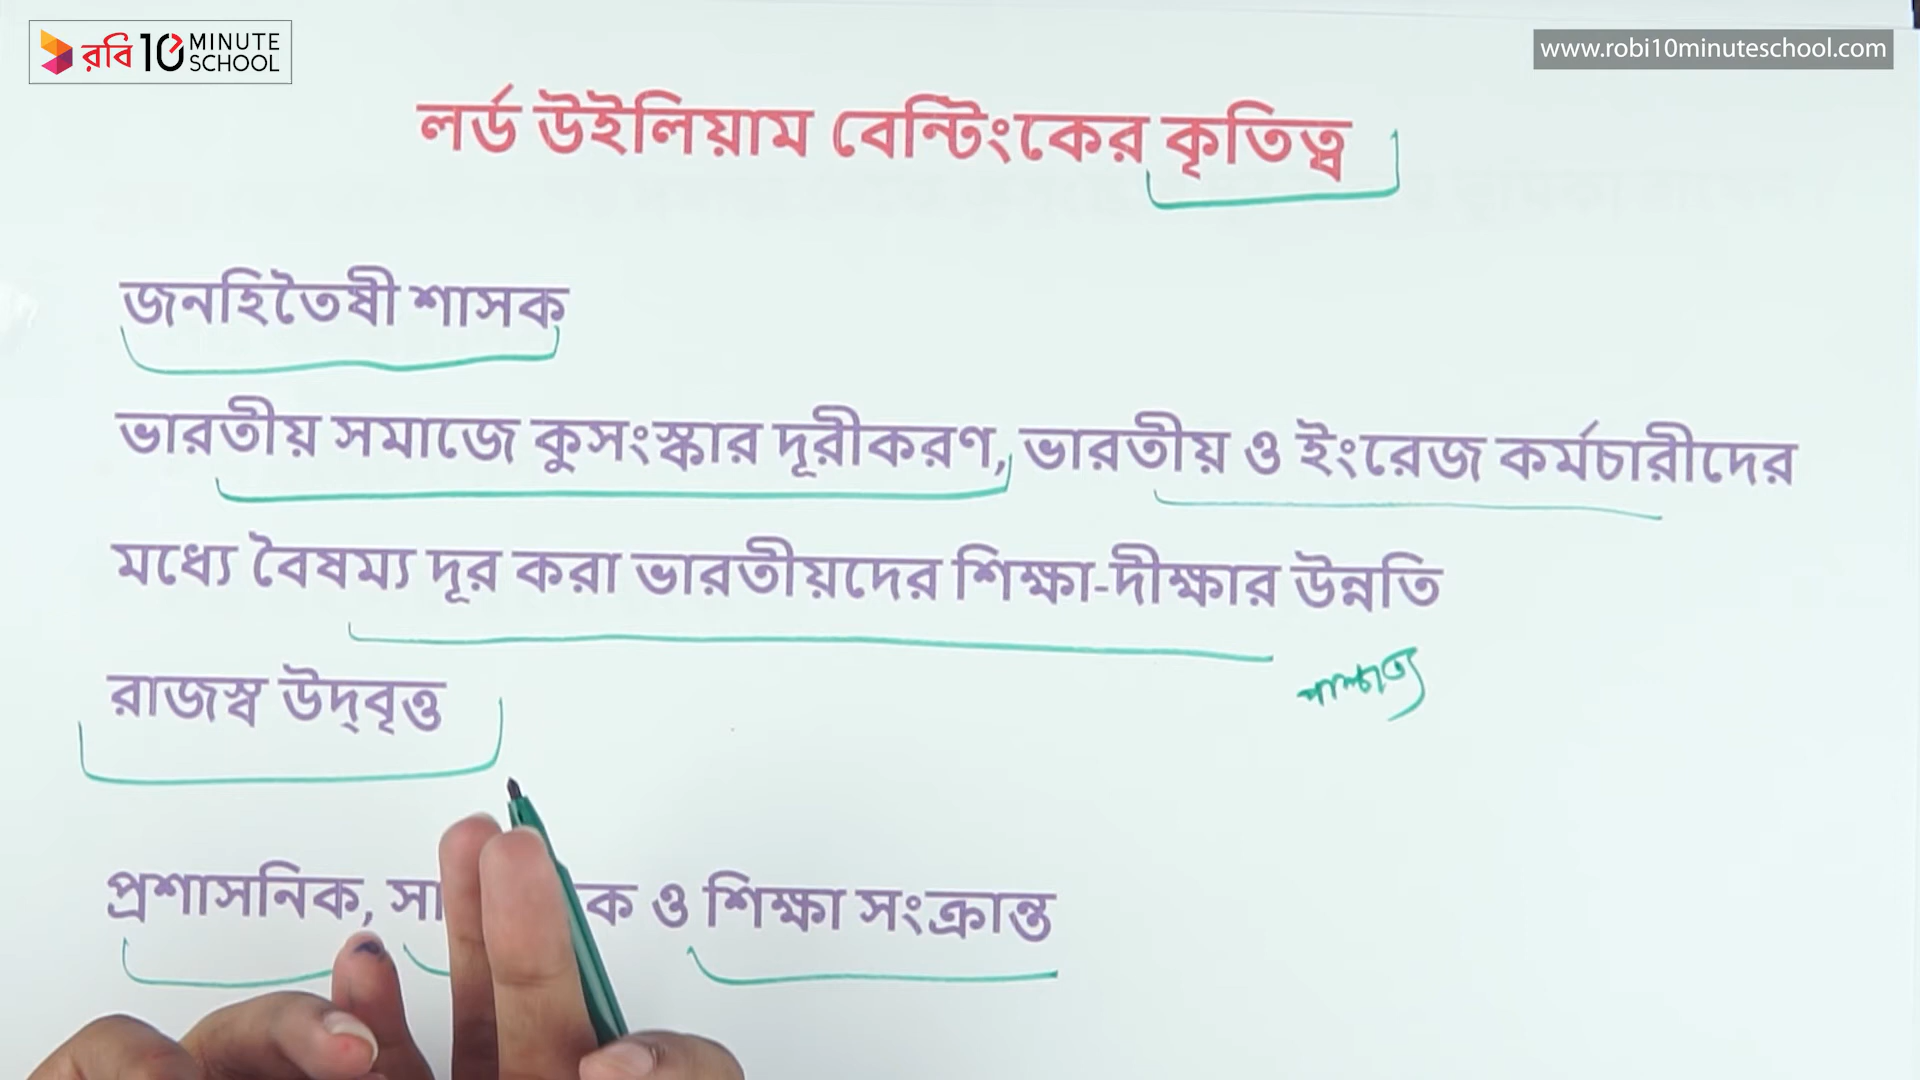 রবি 10 MINUTE SCHOOL
www.robi10minuteschool.com
লর্ড উইলিয়াম বেন্টিংকের কৃতিত্ব
জনহিতৈষী শাসক
ভারতীয় সমাজে কুসংস্কার দূরীকরণ, ভারতীয় ও ইংরেজ কর্মচারীদের
মধ্যে বৈষম্য দূর করা ভারতীয়দের শিক্ষা-দীক্ষার উন্নতি
পাশ্চাত্য
রাজস্ব উদ্‌বৃত্ত
প্রশাসনিক, ও শিক্ষা সংক্রান্ত